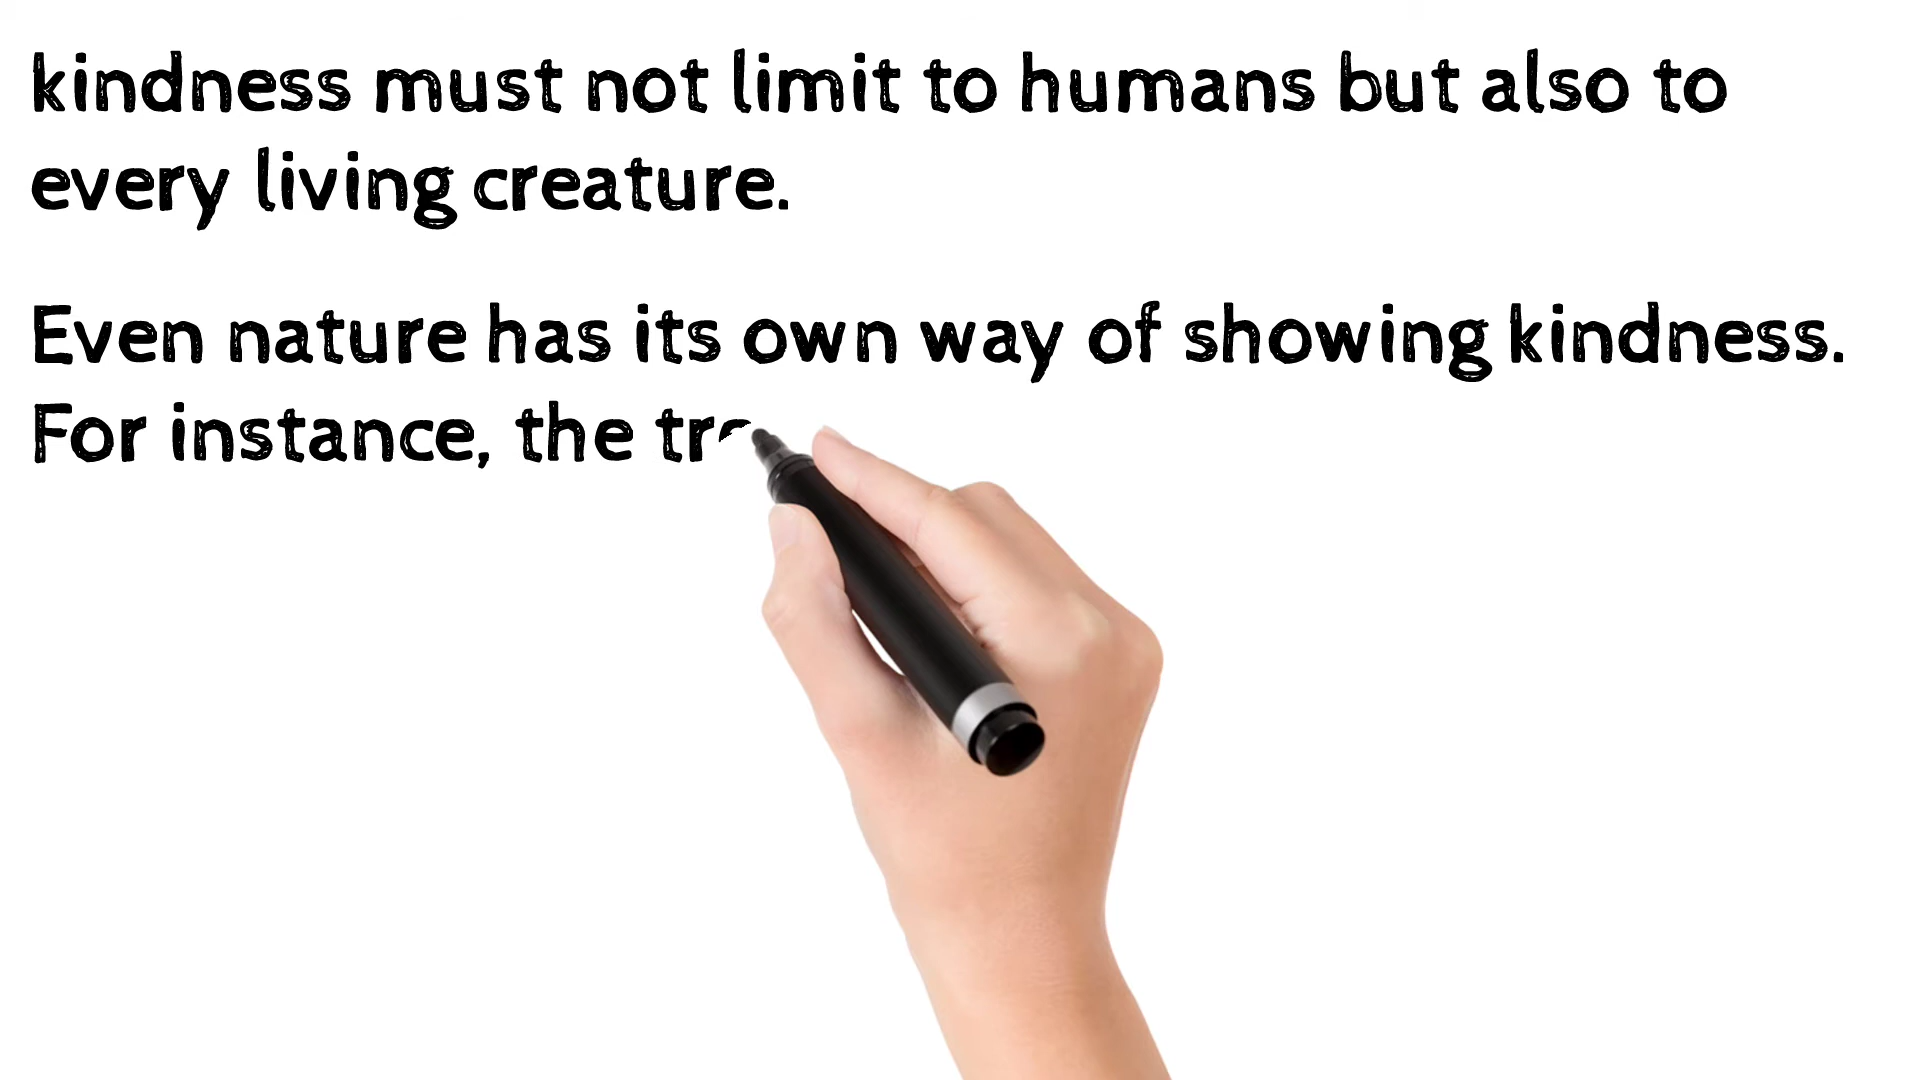 kindness must not limit to humans but also to
every living creature.
Even nature has its own way of showing kindness.
For instance, the